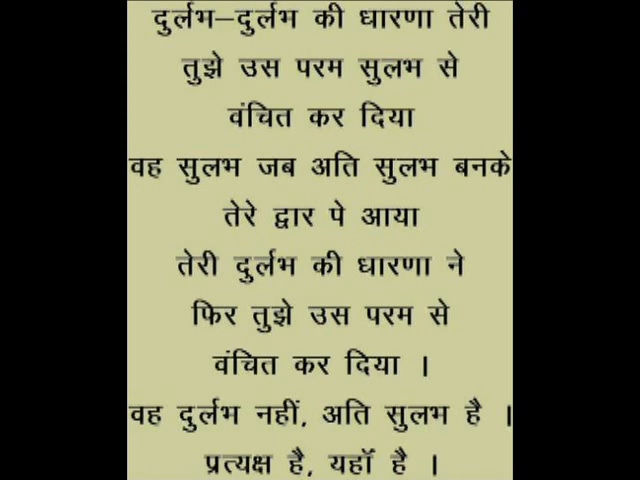 दुर्लभ–दुर्लभ की धारणा तेरी
तुझे उस परम सुलभ से
वंचित कर दिया
वह सुलभ जब अति सुलभ बनके
तेरे द्वार पे आया
तेरी दुर्लभ की धारणा ने
फिर तुझे उस परम से
वंचित कर दिया ।
वह दुर्लभ नहीं, अति सुलभ है ।
प्रत्यक्ष है, यहाँ है ।